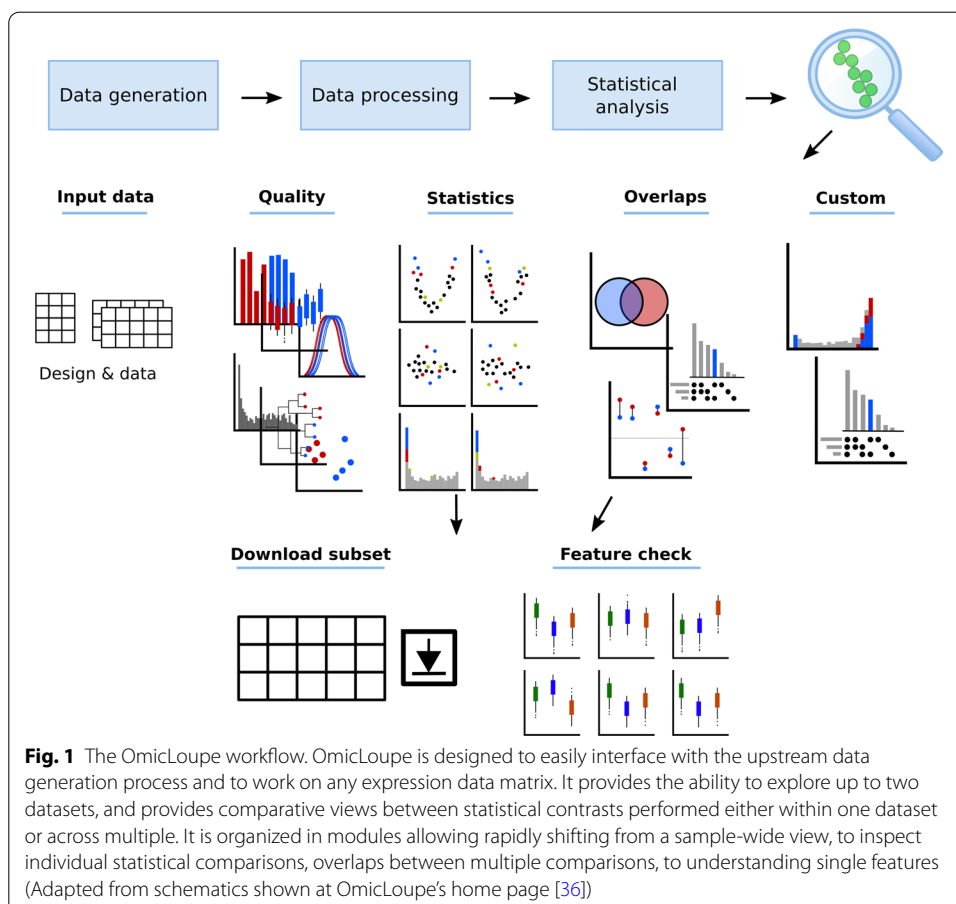 Data generation
Data processing
Statistical
analysis
Input data
Quality
Statistics
Overlaps
Custom
Design & data
Download subset
Feature check
Fig. 1 The OmicLoupe workflow. OmicLoupe is designed to easily interface with the upstream data
generation process and to work on any expression data matrix. It provides the ability to explore up to two
datasets, and provides comparative views between statistical contrasts performed either within one dataset
or across multiple. It is organized in modules allowing rapidly shifting from a sample-wide view, to inspect
individual statistical comparisons, overlaps between multiple comparisons, to understanding single features
(Adapted from schematics shown at OmicLoupe's home page [36])